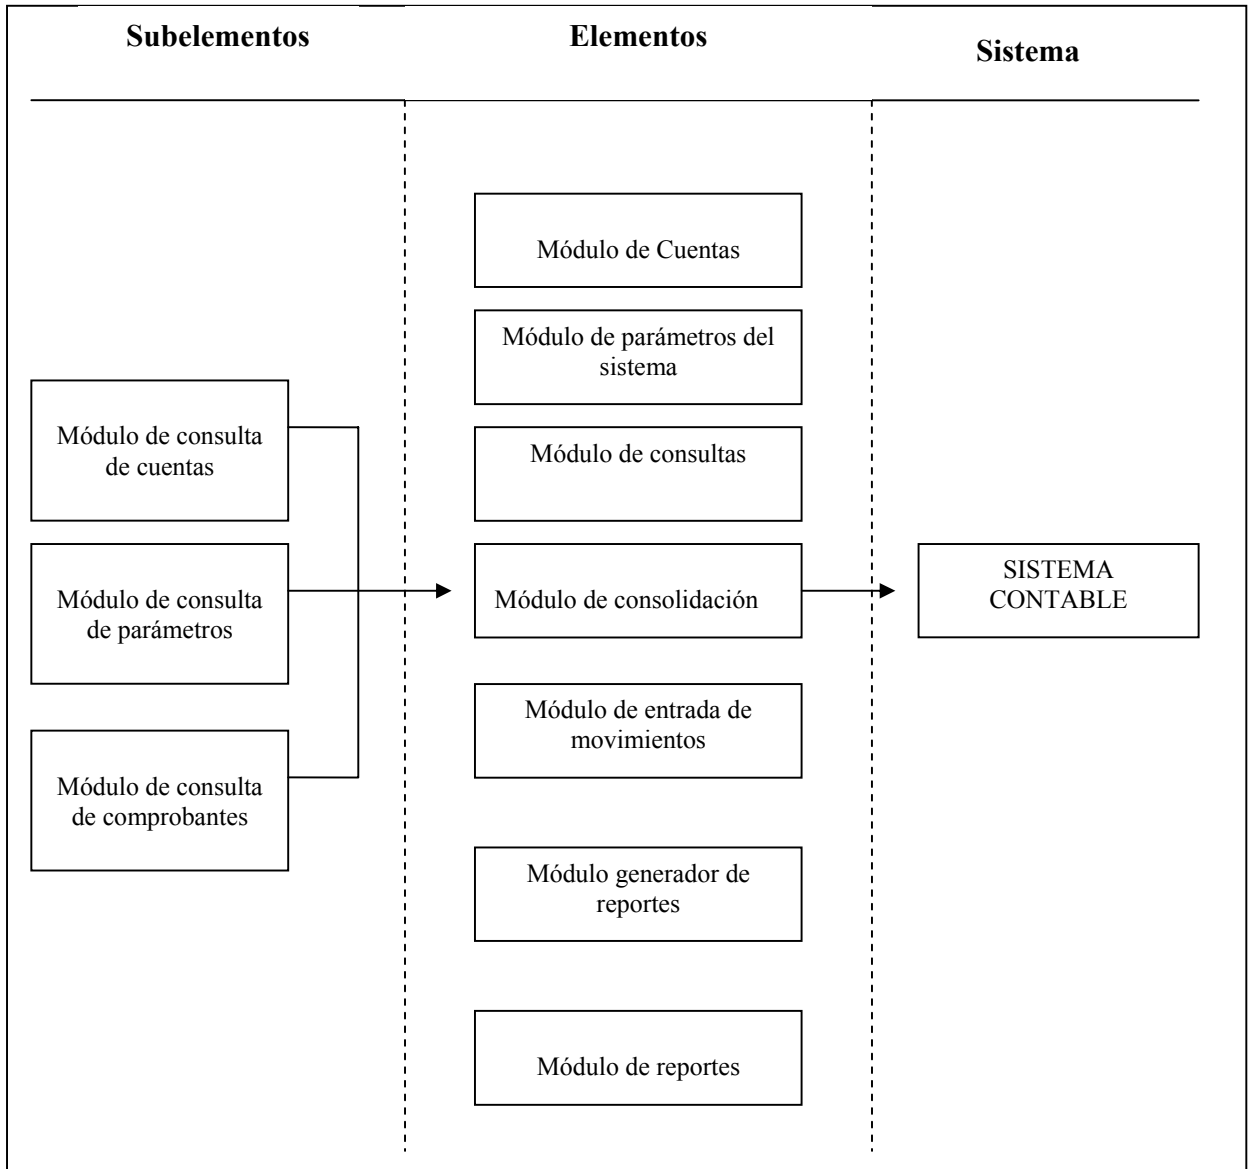 Subelementos
Elementos
Sistema
Módulo de Cuentas
Módulo de parámetros del
sistema
Módulo de consulta
de cuentas
Módulo de consultas
Módulo de consulta
de parámetros
Módulo de consolidación
SISTEMA
CONTABLE
Módulo de entrada de
movimientos
Módulo de consulta
de comprobantes
Módulo generador de
reportes
Módulo de reportes